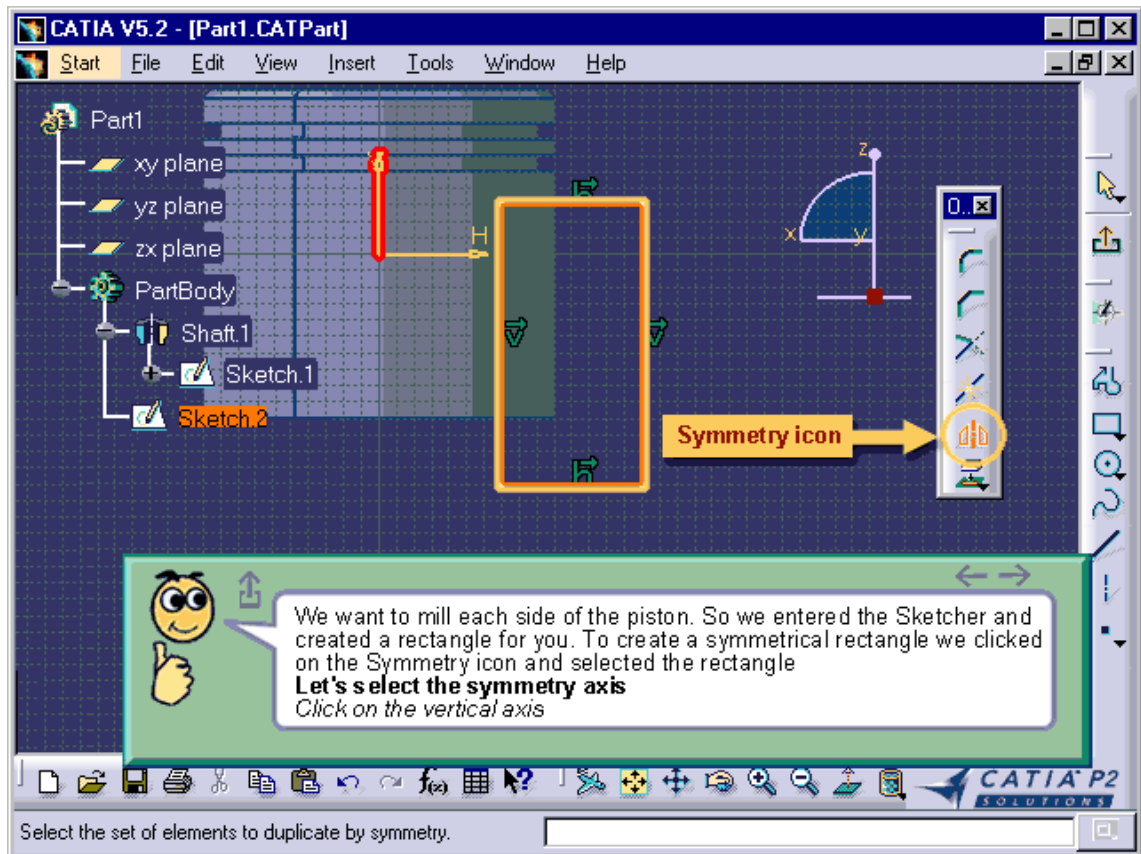 CATIA V5.2 - [Part1.CATPart]
Start File Edit View Insert Tools Window Help
Part1
xy plane
yz plane
zx plane
PartBody
Shaft.1
Sketch.1
Sketch.2
H
z
x
y
O..
Symmetry icon
We want to mill each side of the piston. So we entered the Sketcher and
created a rectangle for you. To create a symmetrical rectangle we clicked
on the Symmetry icon and selected the rectangle
Let's select the symmetry axis
Click on the vertical axis
f(x)
CATIA P2
SOLUTIONS
Select the set of elements to duplicate by symmetry.